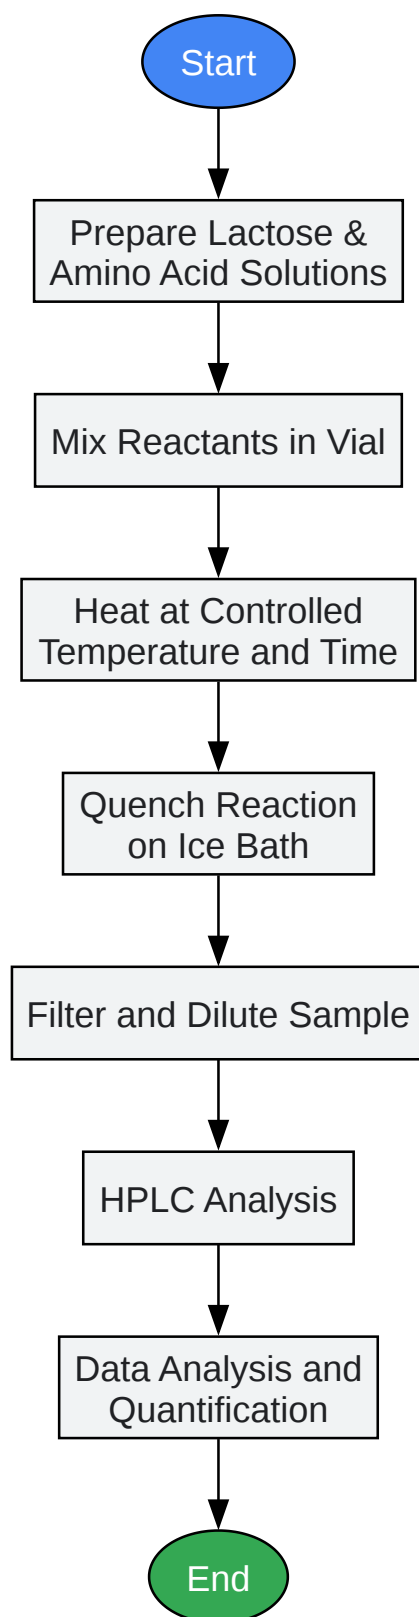 Start
Prepare Lactose &
Amino Acid Solutions
Mix Reactants in Vial
Heat at Controlled
Temperature and Time
Quench Reaction
on Ice Bath
Filter and Dilute Sample
HPLC Analysis
Data Analysis and
Quantification
End